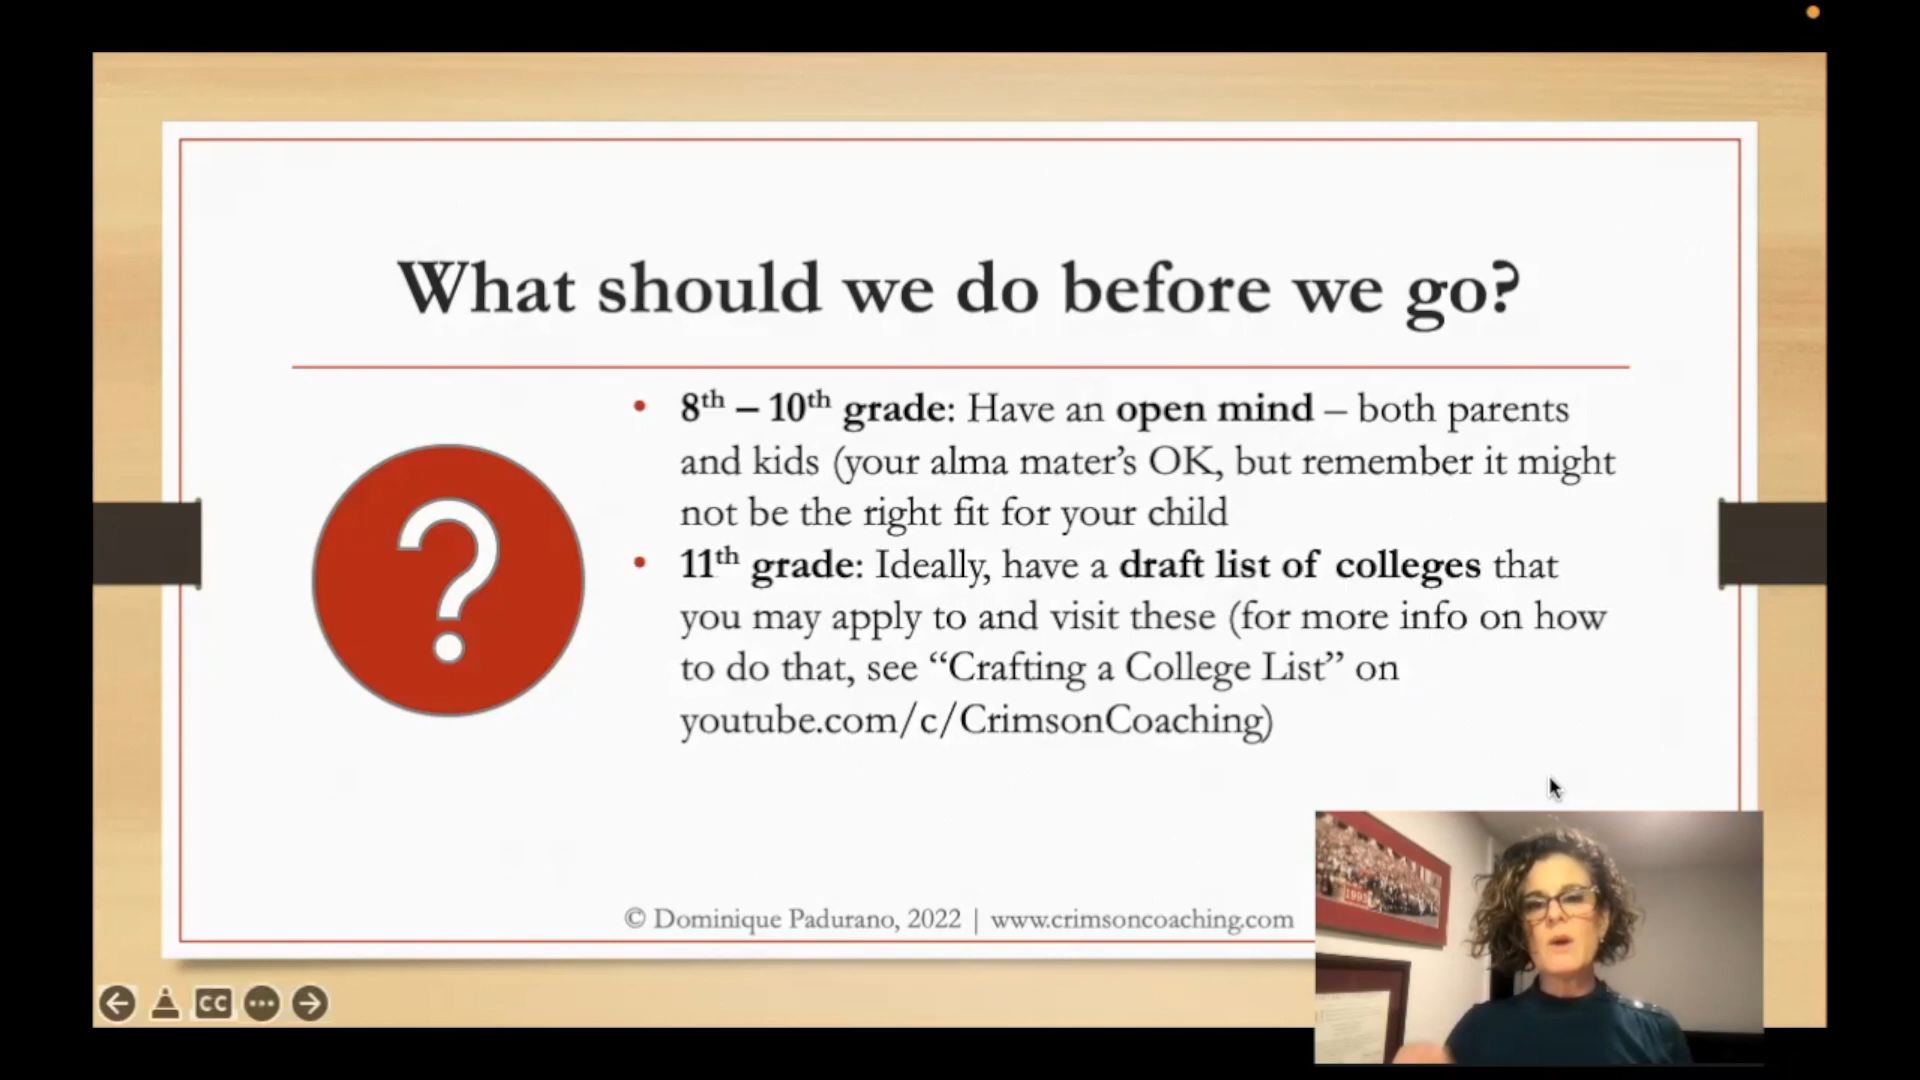 What should we do before we go?
• 8th – 10th grade: Have an open mind – both parents
and kids (your alma mater’s OK, but remember it might
not be the right fit for your child
• 11th grade: Ideally, have a draft list of colleges that
you may apply to and visit these (for more info on how
to do that, see “Crafting a College List” on
youtube.com/c/CrimsonCoaching)
?
© Dominique Padurano, 2022 | www.crimsoncoaching.com
CC